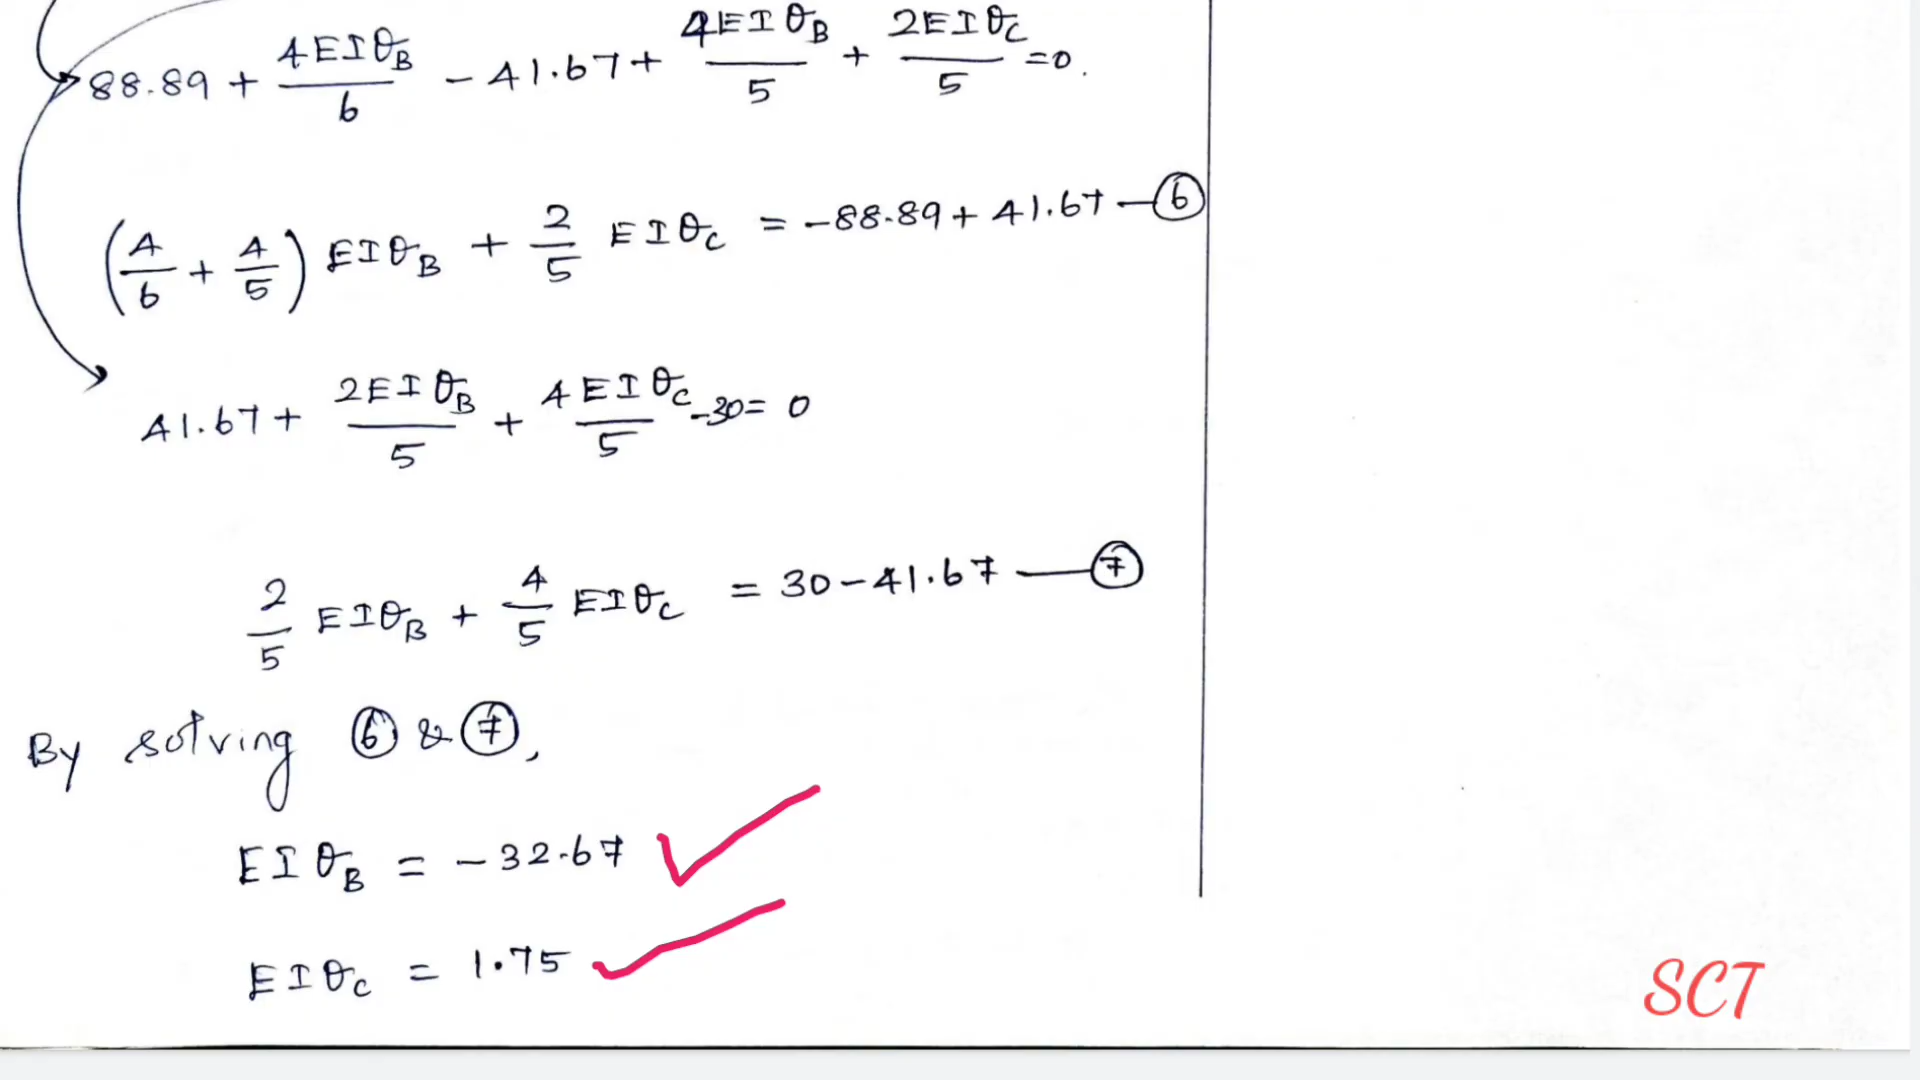 88.89 + 4EIθB/6 - 41.67 + 4EIθB/5 + 2EIθC/5 = 0.
(4/6 + 4/5) EIθB + 2/5 EIθC = -88.89 + 41.67 — ⑥
41.67 + 2EIθB/5 + 4EIθC/5 -30 = 0
2/5 EIθB + 4/5 EIθC = 30 - 41.67 — ⑦
By solving ⑥ & ⑦,
EIθB = -32.67
EIθC = 1.75
SCT